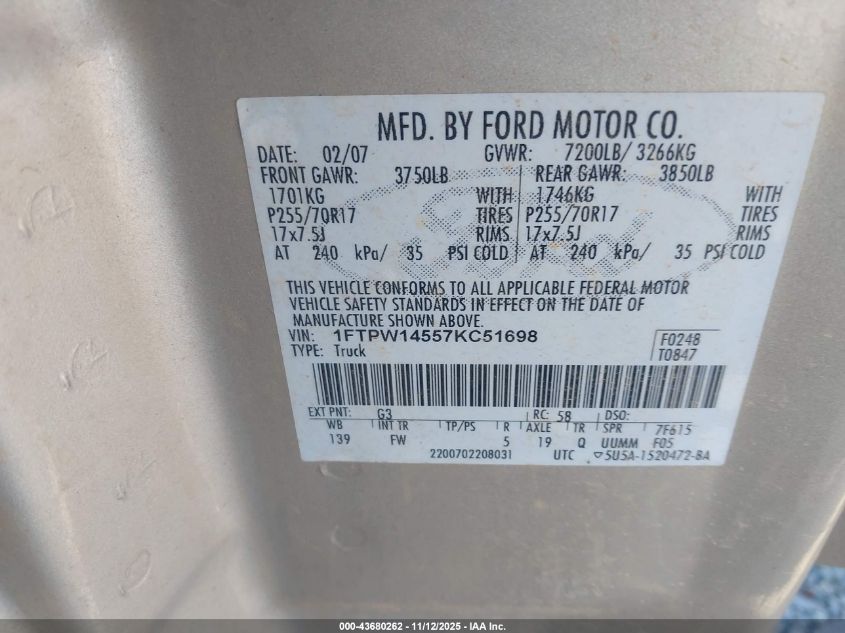 MFD. BY FORD MOTOR CO.
DATE: 02/07 GVWR: 7200LB/ 3266KG
FRONT GAWR: 3750LB REAR GAWR: 3850LB
1701KG WITH 1746KG WITH
P255/70R17 TIRES P255/70R17 TIRES
17x7.5J RIMS 17x7.5J RIMS
AT 240 kPa/ 35 PSI COLD AT 240 kPa/ 35 PSI COLD
THIS VEHICLE CONFORMS TO ALL APPLICABLE FEDERAL MOTOR
VEHICLE SAFETY STANDARDS IN EFFECT ON THE DATE OF
MANUFACTURE SHOWN ABOVE.
VIN: 1FTPW14557KC51698 F0248
TYPE: Truck T0847
EXT PNT: G3 RC: 58 DSO:
WB INT TR TP/PS R AXLE TR SPR 7F615
139 FW 5 19 Q UUMM F05
2200702208031 UTC ▽5U5A-1520472-BA
000-43680262 - 11/12/2025 - IAA Inc.